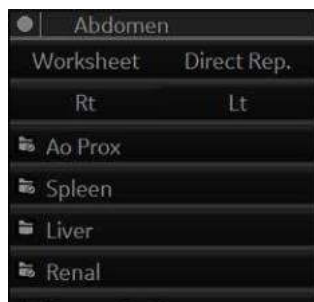 Abdomen
Worksheet Direct Rep.
Rt Lt
Ao Prox
Spleen
Liver
Renal